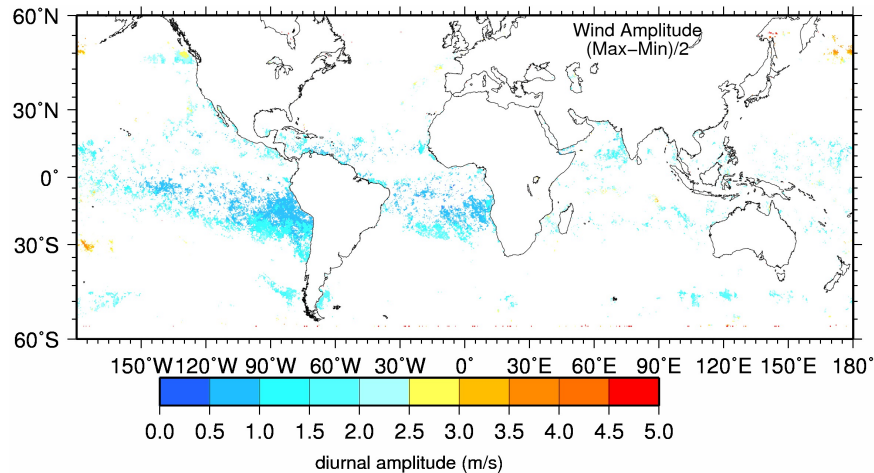 60˚N
Wind Amplitude
(Max−Min)/2
30˚N
0˚
30˚S
60˚S
150˚W 120˚W 90˚W 60˚W 30˚W 0˚ 30˚E 60˚E 90˚E 120˚E 150˚E 180˚
0.0 0.5 1.0 1.5 2.0 2.5 3.0 3.5 4.0 4.5 5.0
diurnal amplitude (m/s)